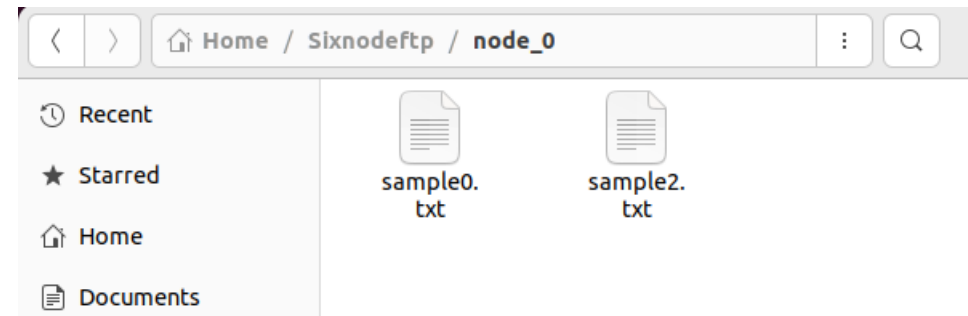 Home / Sixnodeftp / node_0
Recent
Starred
Home
Documents
sample0.
txt
sample2.
txt